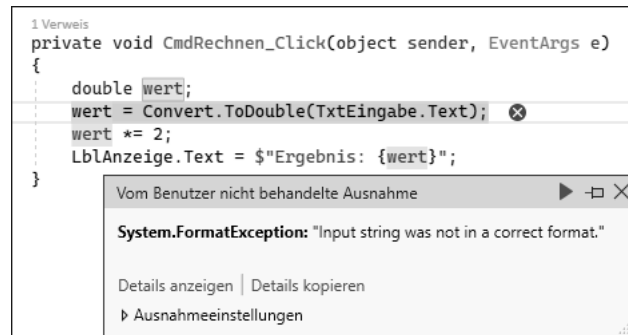 1 Verweis
private void CmdRechnen_Click(object sender, EventArgs e)
{
double wert;
wert = Convert.ToDouble(TxtEingabe.Text);
wert *= 2;
LblAnzeige.Text = $"Ergebnis: {wert}";
}
Vom Benutzer nicht behandelte Ausnahme
System.FormatException: "Input string was not in a correct format."
Details anzeigen | Details kopieren
Ausnahmeeinstellungen